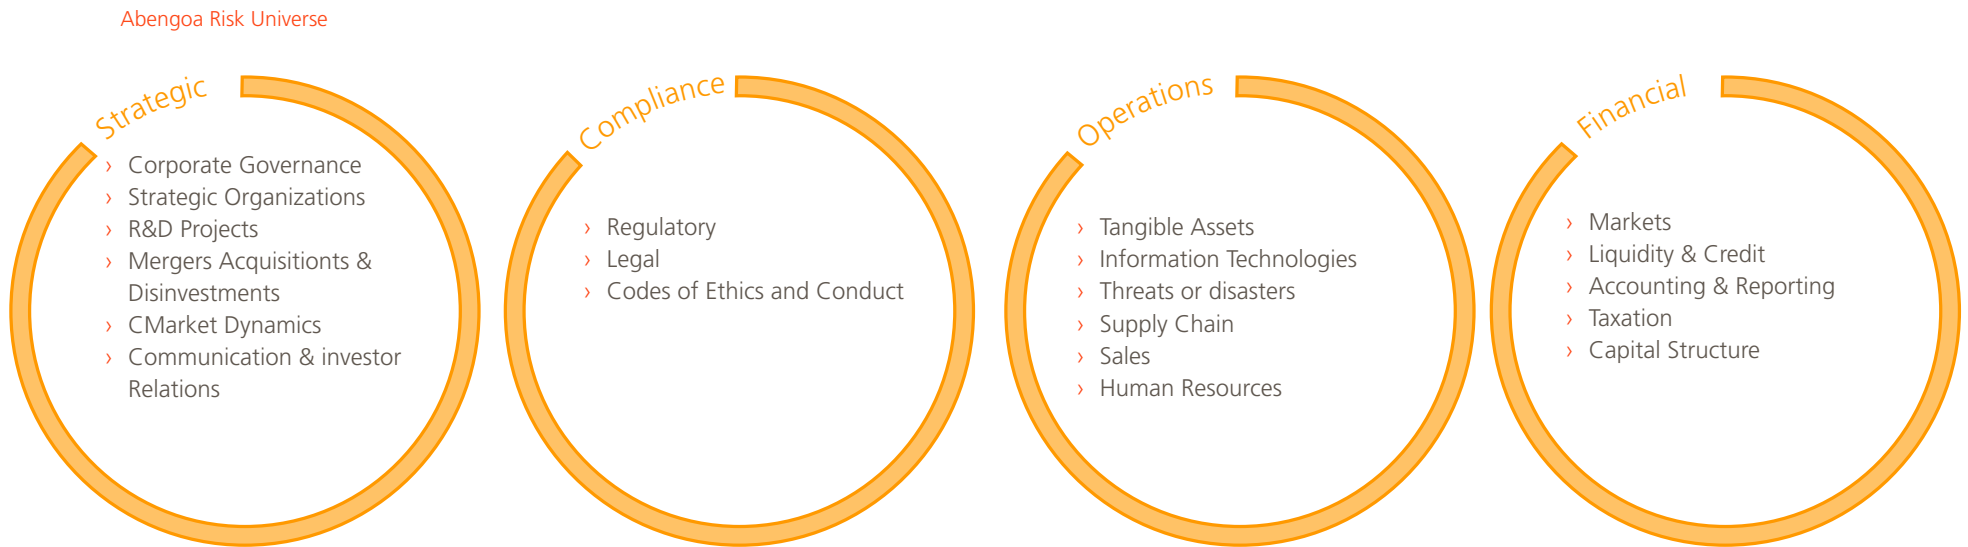 Abengoa Risk Universe
Strategic
› Corporate Governance
› Strategic Organizations
› R&D Projects
› Mergers Acquisitionts &
Disinvestments
› CMarket Dynamics
› Communication & investor
Relations
Compliance
› Regulatory
› Legal
› Codes of Ethics and Conduct
Operations
› Tangible Assets
› Information Technologies
› Threats or disasters
› Supply Chain
› Sales
› Human Resources
Financial
› Markets
› Liquidity & Credit
› Accounting & Reporting
› Taxation
› Capital Structure